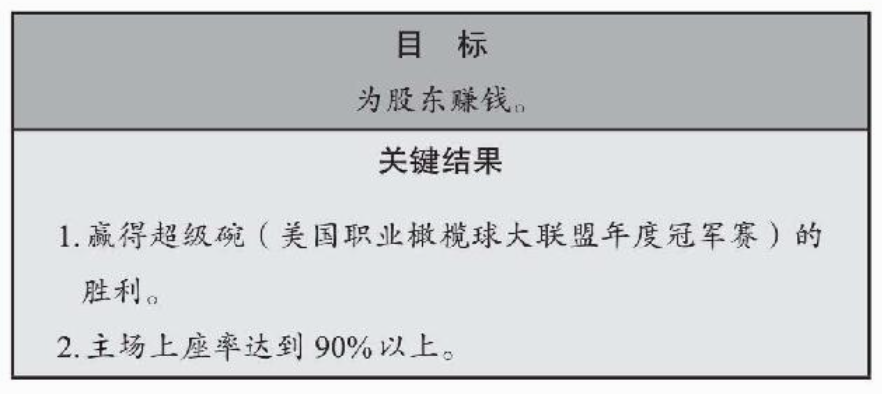 目 标
为股东赚钱。
关键结果
1.赢得超级碗（美国职业橄榄球大联盟年度冠军赛）的
胜利。
2.主场上座率达到90%以上。